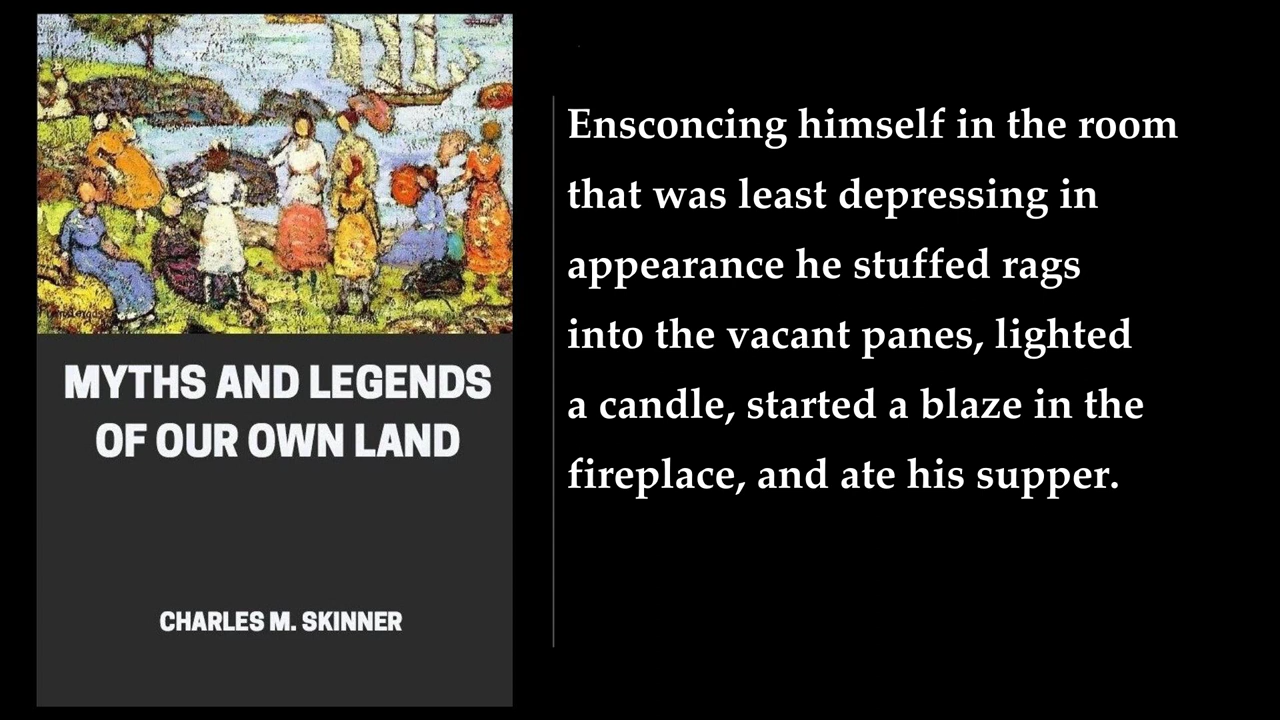 MYTHS AND LEGENDS
OF OUR OWN LAND
CHARLES M. SKINNER
Ensconcing himself in the room
that was least depressing in
appearance he stuffed rags
into the vacant panes, lighted
a candle, started a blaze in the
fireplace, and ate his supper.